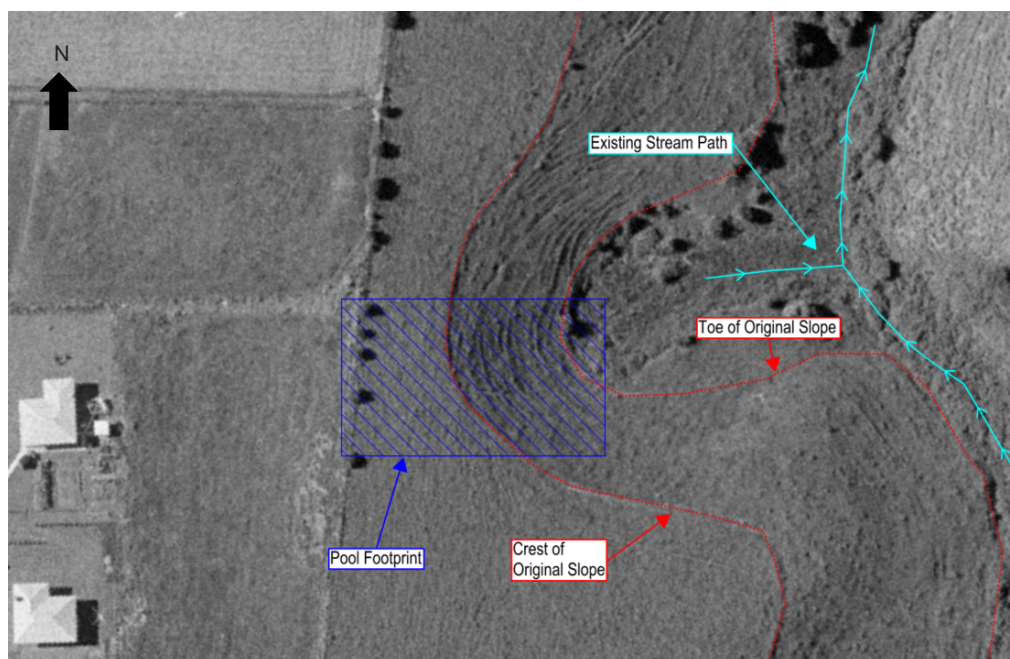 N
Existing Stream Path
Toe of Original Slope
Pool Footprint
Crest of
Original Slope